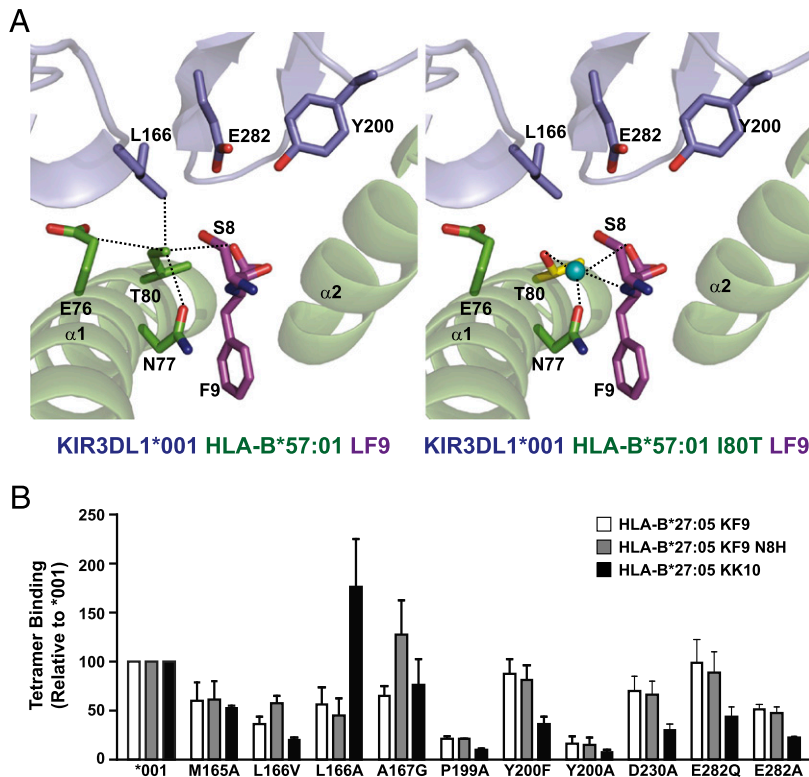 A
L166
E282
Y200
S8
E76
T80
α1
N77
F9
α2
KIR3DL1*001 HLA-B*57:01 LF9
L166
E282
Y200
S8
E76
T80
α1
N77
F9
α2
KIR3DL1*001 HLA-B*57:01 I80T LF9
B
Tetramer Binding
(Relative to *001)
250
200
150
100
50
0
HLA-B*27:05 KF9
HLA-B*27:05 KF9 N8H
HLA-B*27:05 KK10
*001 M165A L166V L166A A167G P199A Y200F Y200A D230A E282Q E282A